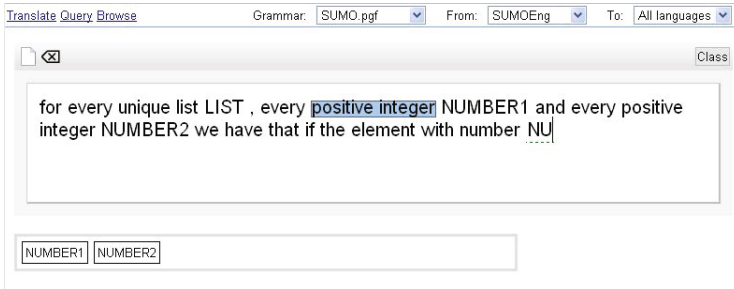 Translate Query Browse Grammar: SUMO.pgf From: SUMOEng To: All languages
Class
for every unique list LIST , every positive integer NUMBER1 and every positive
integer NUMBER2 we have that if the element with number NU
NUMBER1 NUMBER2